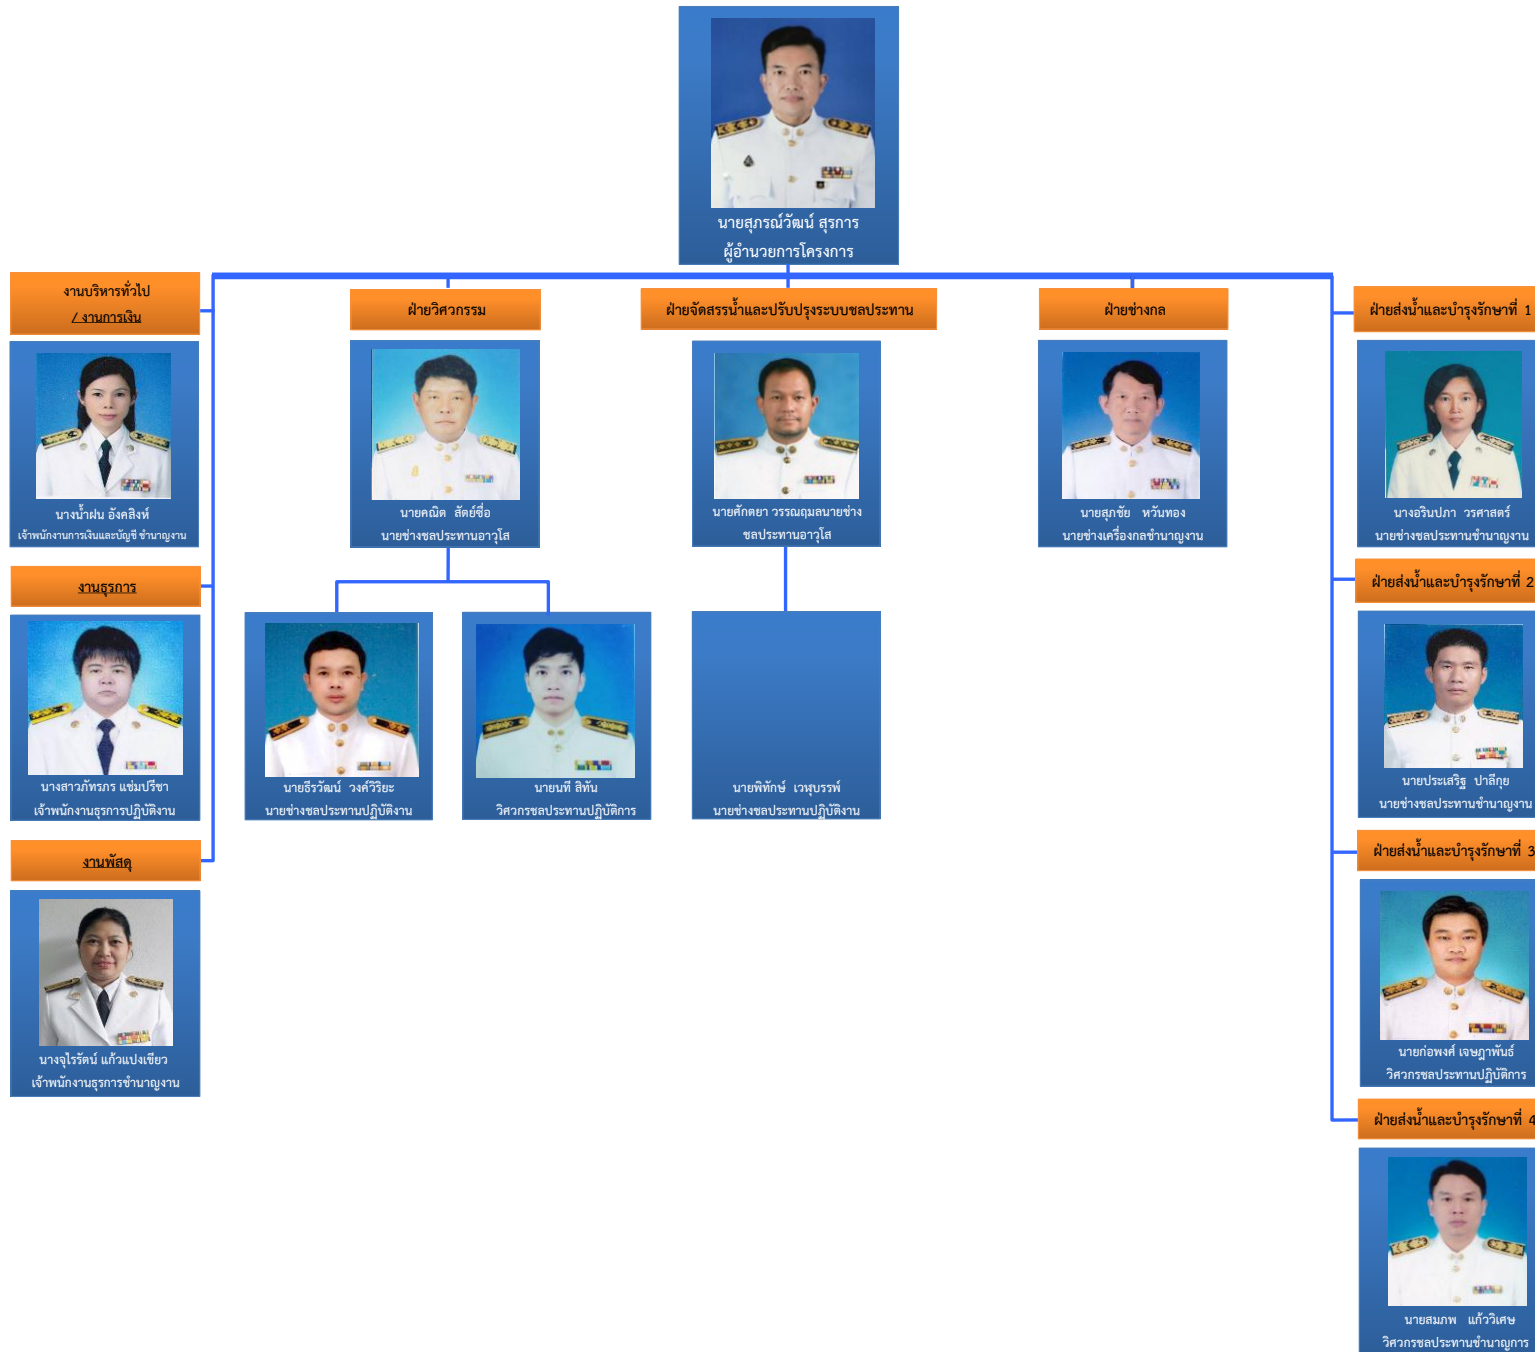 นายสุภรณ์วัฒน์ สุรการ
ผู้อำนวยการโครงการ
งานบริหารทั่วไป
/ งานการเงิน
นางน้ำฝน อังคสิงห์
เจ้าพนักงานการเงินและบัญชี ชำนาญงาน
งานธุรการ
นางสาวภัทรภร แช่มปรีชา
เจ้าพนักงานธุรการปฏิบัติงาน
งานพัสดุ
นางจุไรรัตน์ แก้วแปงเขียว
เจ้าพนักงานธุรการชำนาญงาน
ฝ่ายวิศวกรรม
นายคณิต สัตย์ซื่อ
นายช่างชลประทานอาวุโส
นายธีรวัฒน์ วงค์วิริยะ
นายช่างชลประทานปฏิบัติงาน
นายนที สิทัน
วิศวกรชลประทานปฏิบัติการ
ฝ่ายจัดสรรน้ำและปรับปรุงระบบชลประทาน
นายศักดยา วรรณฤมลนายช่าง
ชลประทานอาวุโส
นายพิทักษ์ เวฬุบรรพ์
นายช่างชลประทานปฏิบัติงาน
ฝ่ายช่างกล
นายสุภชัย หวันทอง
นายช่างเครื่องกลชำนาญงาน
ฝ่ายส่งน้ำและบำรุงรักษาที่ 1
นางอรินปภา วรศาสตร์
นายช่างชลประทานชำนาญงาน
ฝ่ายส่งน้ำและบำรุงรักษาที่ 2
นายประเสริฐ ปาลีกุย
นายช่างชลประทานชำนาญงาน
ฝ่ายส่งน้ำและบำรุงรักษาที่ 3
นายก่อพงศ์ เจษฎาพันธ์
วิศวกรชลประทานปฏิบัติการ
ฝ่ายส่งน้ำและบำรุงรักษาที่ 4
นายสมภพ แก้ววิเศษ
วิศวกรชลประทานชำนาญการ